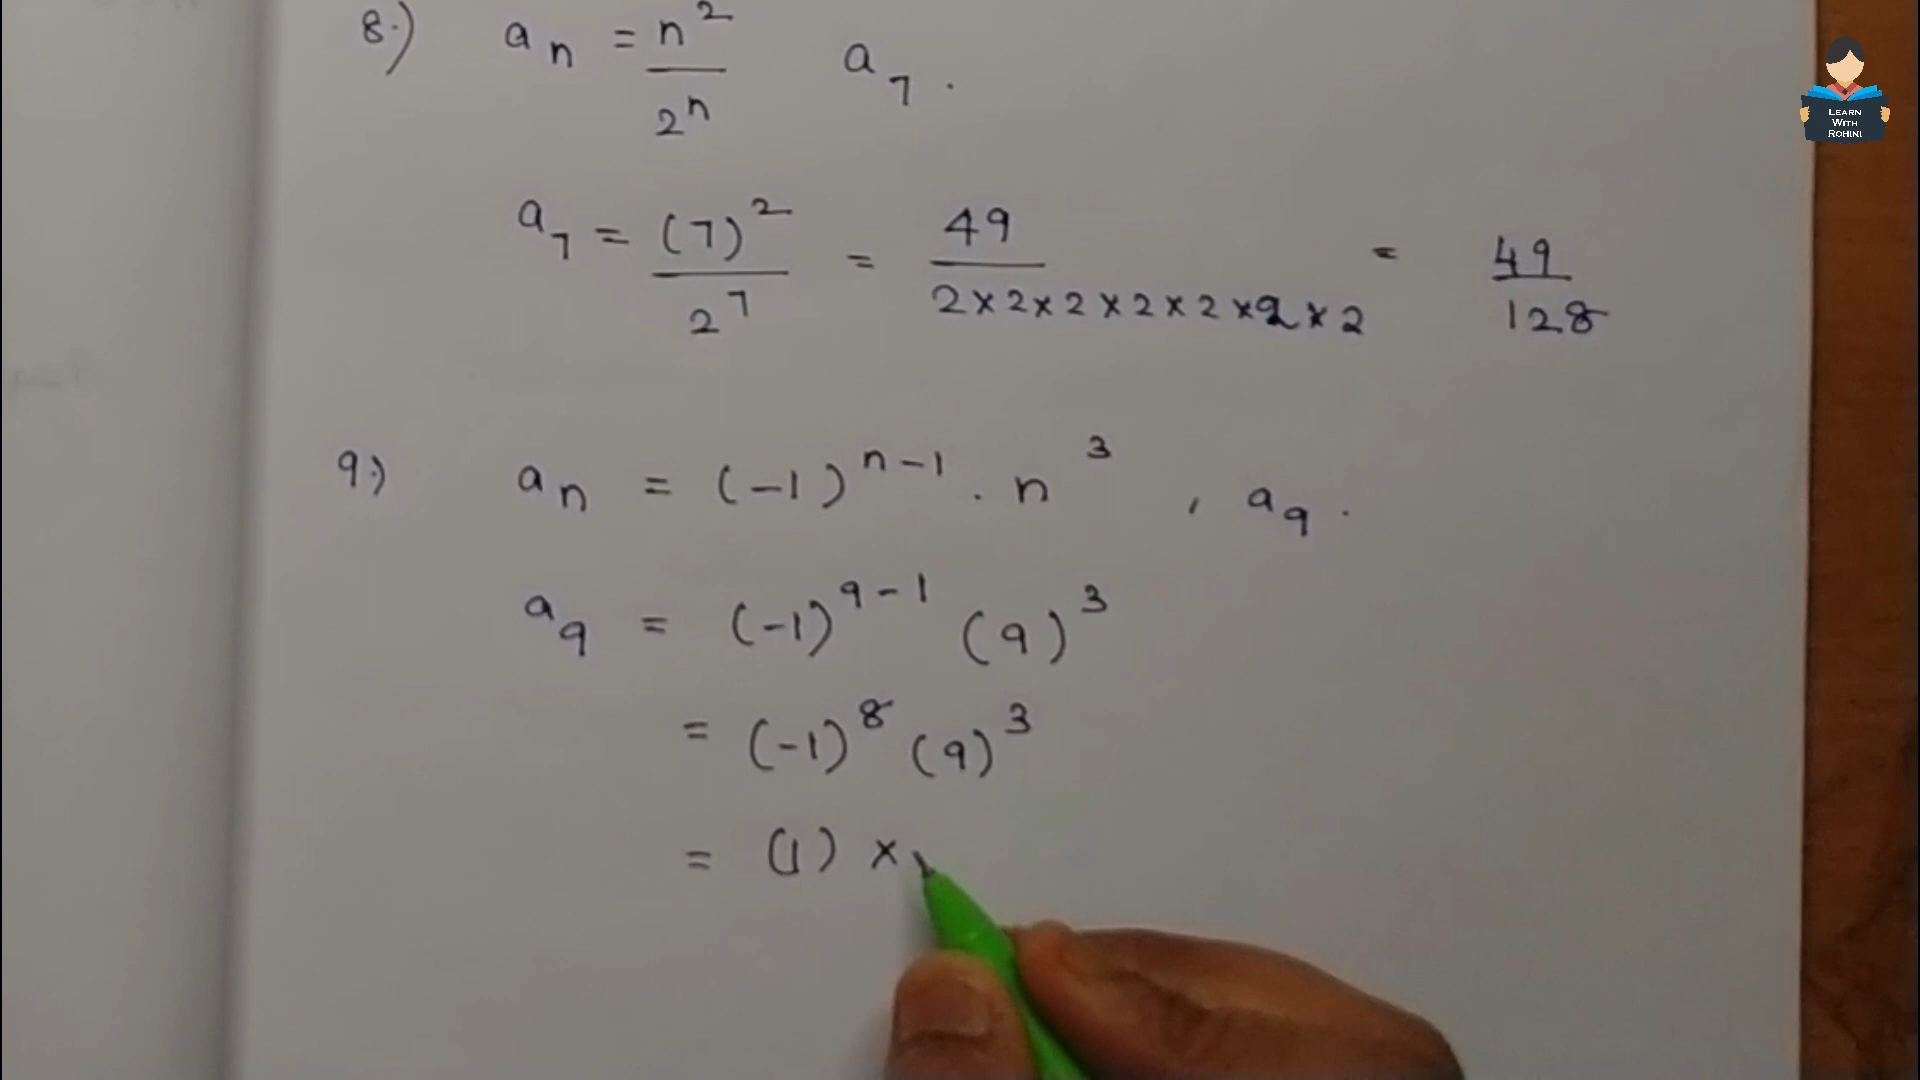 8.) aₙ = n²/2ⁿ a₇.
a₇ = (7)²/2⁷ = 49/2×2×2×2×2×2×2 = 49/128
9.) aₙ = (-1)ⁿ⁻¹ . n³ , a₉.
a₉ = (-1)⁹⁻¹ (9)³
= (-1)⁸ (9)³
= (1) ×
LEARN
WITH
ROHINI